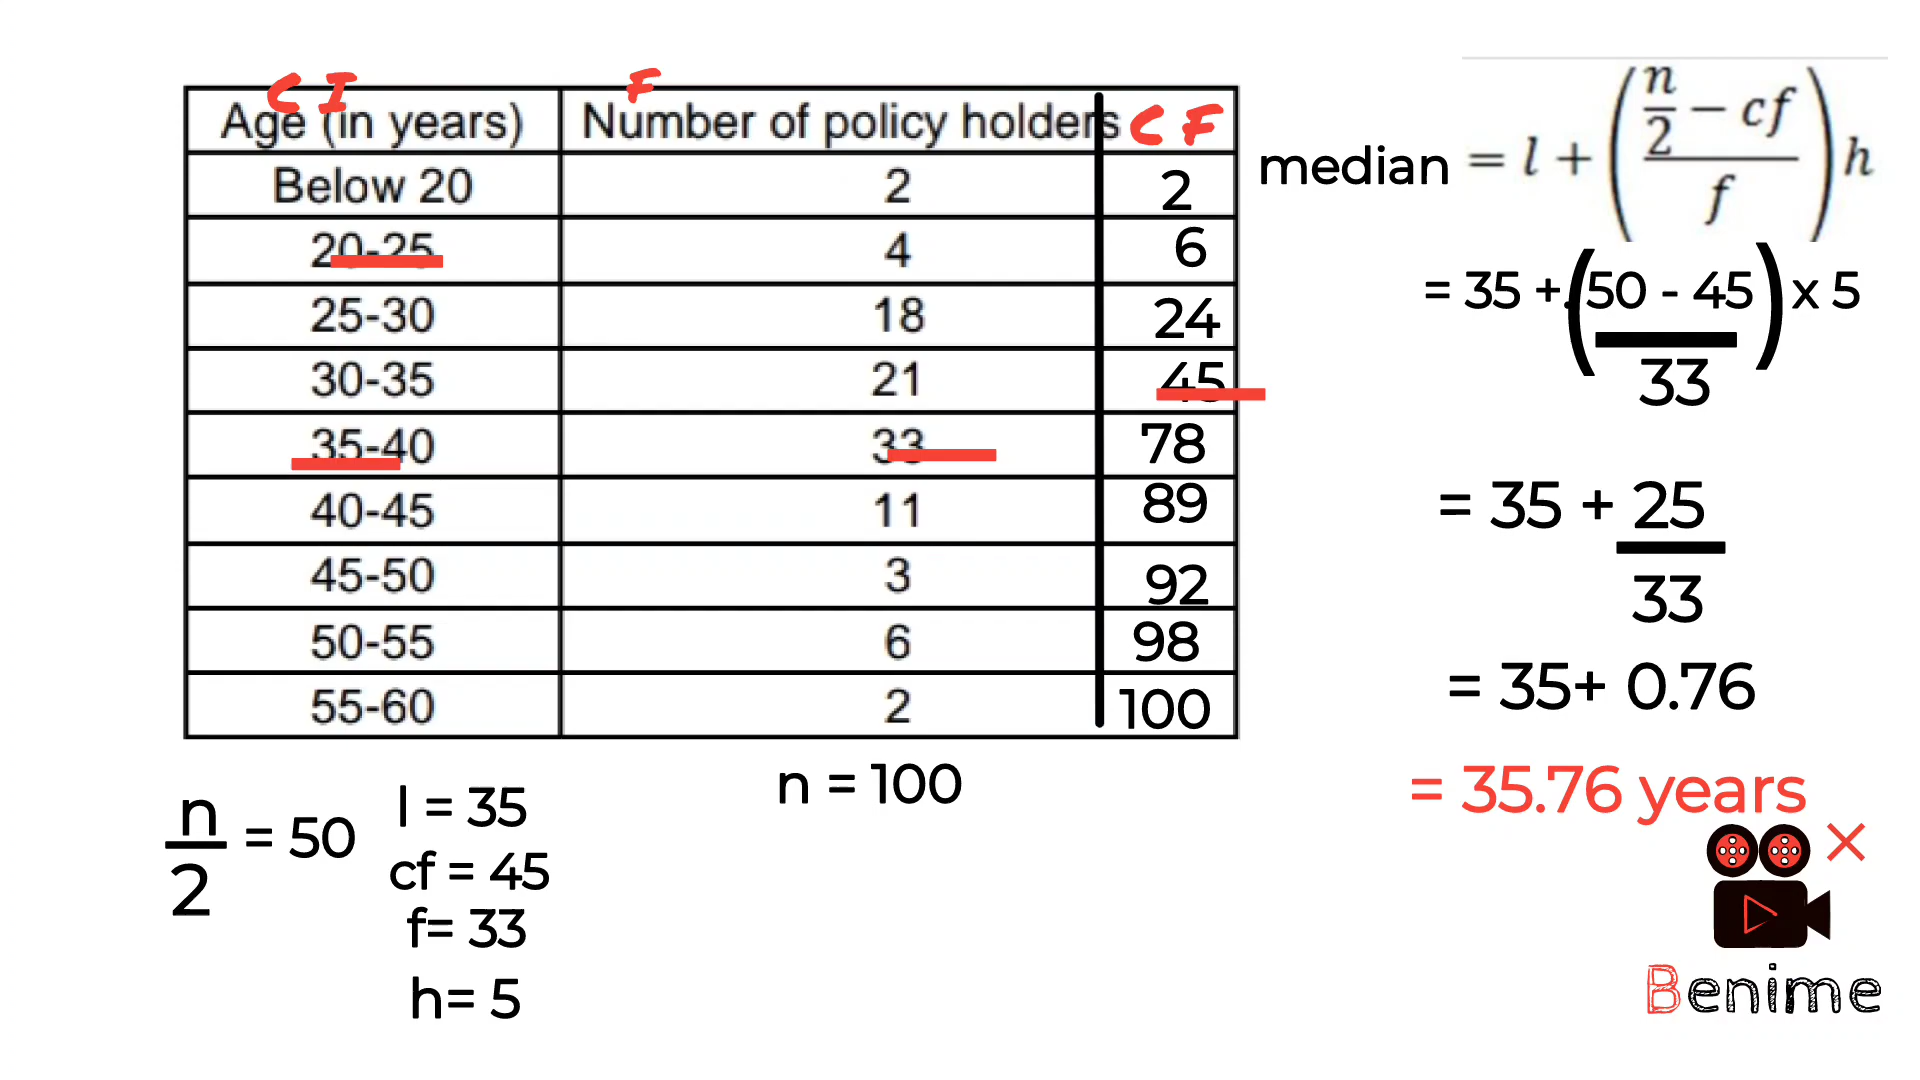 C I F
Age (in years) Number of policy holders C F
Below 20 2 2
20-25 4 6
25-30 18 24
30-35 21 45
35-40 33 78
40-45 11 89
45-50 3 92
50-55 6 98
55-60 2 100
n = 100
n/2 = 50
l = 35
cf = 45
f= 33
h= 5
median = l + ((n/2 - cf)/f) h
= 35 + (50 - 45) x 5
33
= 35 + 25
33
= 35+ 0.76
= 35.76 years
Benime